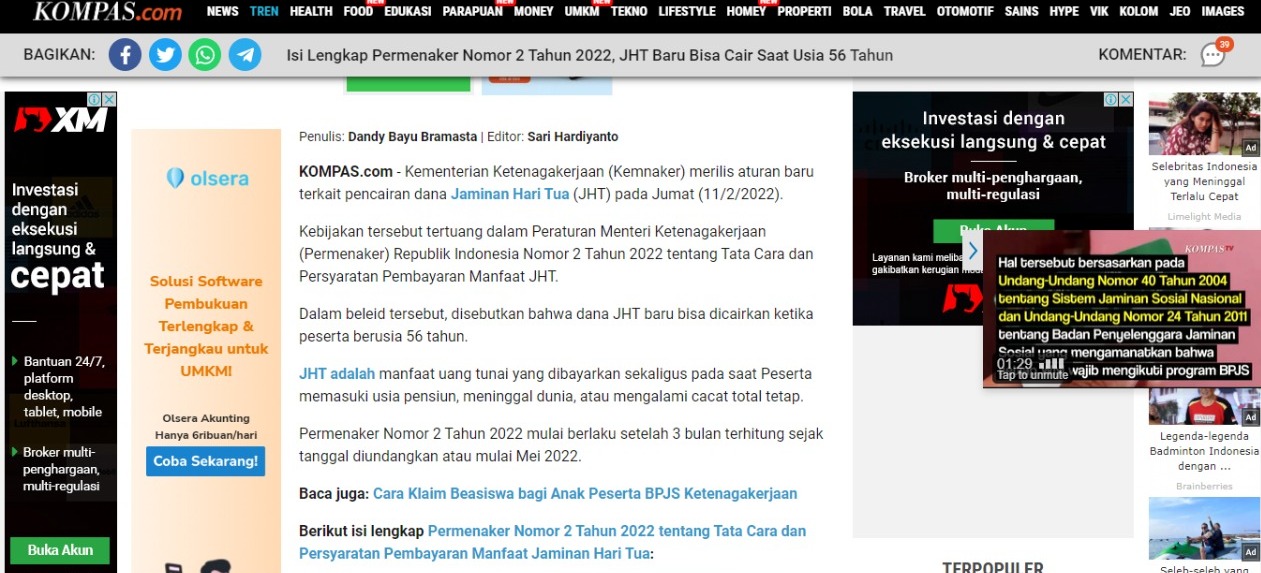 KOMPAS.com
NEWS TREN HEALTH FOOD EDUKASI PARAPUAN MONEY UMKM TEKNO LIFESTYLE HOMEY PROPERTI BOLA TRAVEL OTOMOTIF SAINS HYPE VIK KOLOM JEO IMAGES
NEW NEW NEW NEW
BAGIKAN:
Isi Lengkap Permenaker Nomor 2 Tahun 2022, JHT Baru Bisa Cair Saat Usia 56 Tahun
KOMENTAR: 39
XM
Investasi
dengan
eksekusi
langsung &
cepat
Bantuan 24/7,
platform
desktop,
tablet, mobile
Broker multi-
penghargaan,
multi-regulasi
Buka Akun
olsera
Solusi Software
Pembukuan
Terlengkap &
Terjangkau untuk
UMKM!
Olsera Akunting
Hanya 6ribuan/hari
Coba Sekarang!
Penulis: Dandy Bayu Bramasta | Editor: Sari Hardiyanto
KOMPAS.com - Kementerian Ketenagakerjaan (Kemnaker) merilis aturan baru
terkait pencairan dana Jaminan Hari Tua (JHT) pada Jumat (11/2/2022).
Kebijakan tersebut tertuang dalam Peraturan Menteri Ketenagakerjaan
(Permenaker) Republik Indonesia Nomor 2 Tahun 2022 tentang Tata Cara dan
Persyaratan Pembayaran Manfaat JHT.
Dalam beleid tersebut, disebutkan bahwa dana JHT baru bisa dicairkan ketika
peserta berusia 56 tahun.
JHT adalah manfaat uang tunai yang dibayarkan sekaligus pada saat Peserta
memasuki usia pensiun, meninggal dunia, atau mengalami cacat total tetap.
Permenaker Nomor 2 Tahun 2022 mulai berlaku setelah 3 bulan terhitung sejak
tanggal diundangkan atau mulai Mei 2022.
Baca juga: Cara Klaim Beasiswa bagi Anak Peserta BPJS Ketenagakerjaan
Berikut isi lengkap Permenaker Nomor 2 Tahun 2022 tentang Tata Cara dan
Persyaratan Pembayaran Manfaat Jaminan Hari Tua:
Investasi dengan
eksekusi langsung & cepat
Broker multi-penghargaan,
multi-regulasi
Buka Akun
Layanan kami
gakibatkan kerugian
KOMPAS TV
Hal tersebut bersasarkan pada
Undang-Undang Nomor 40 Tahun 2004
tentang Sistem Jaminan Sosial Nasional
dan Undang-Undang Nomor 24 Tahun 2011
tentang Badan Penyelenggara Jaminan
Sosial yang mengamanatkan bahwa
wajib mengikuti program BPJS
01:29
Tap to unmute
Ad
Selebritas Indonesia
yang Meninggal
Terlalu Cepat
Limelight Media
Ad
Legenda-legenda
Badminton Indonesia
dengan ...
Brainberries
Ad
Seleb-seleb yang
TERPOPULER